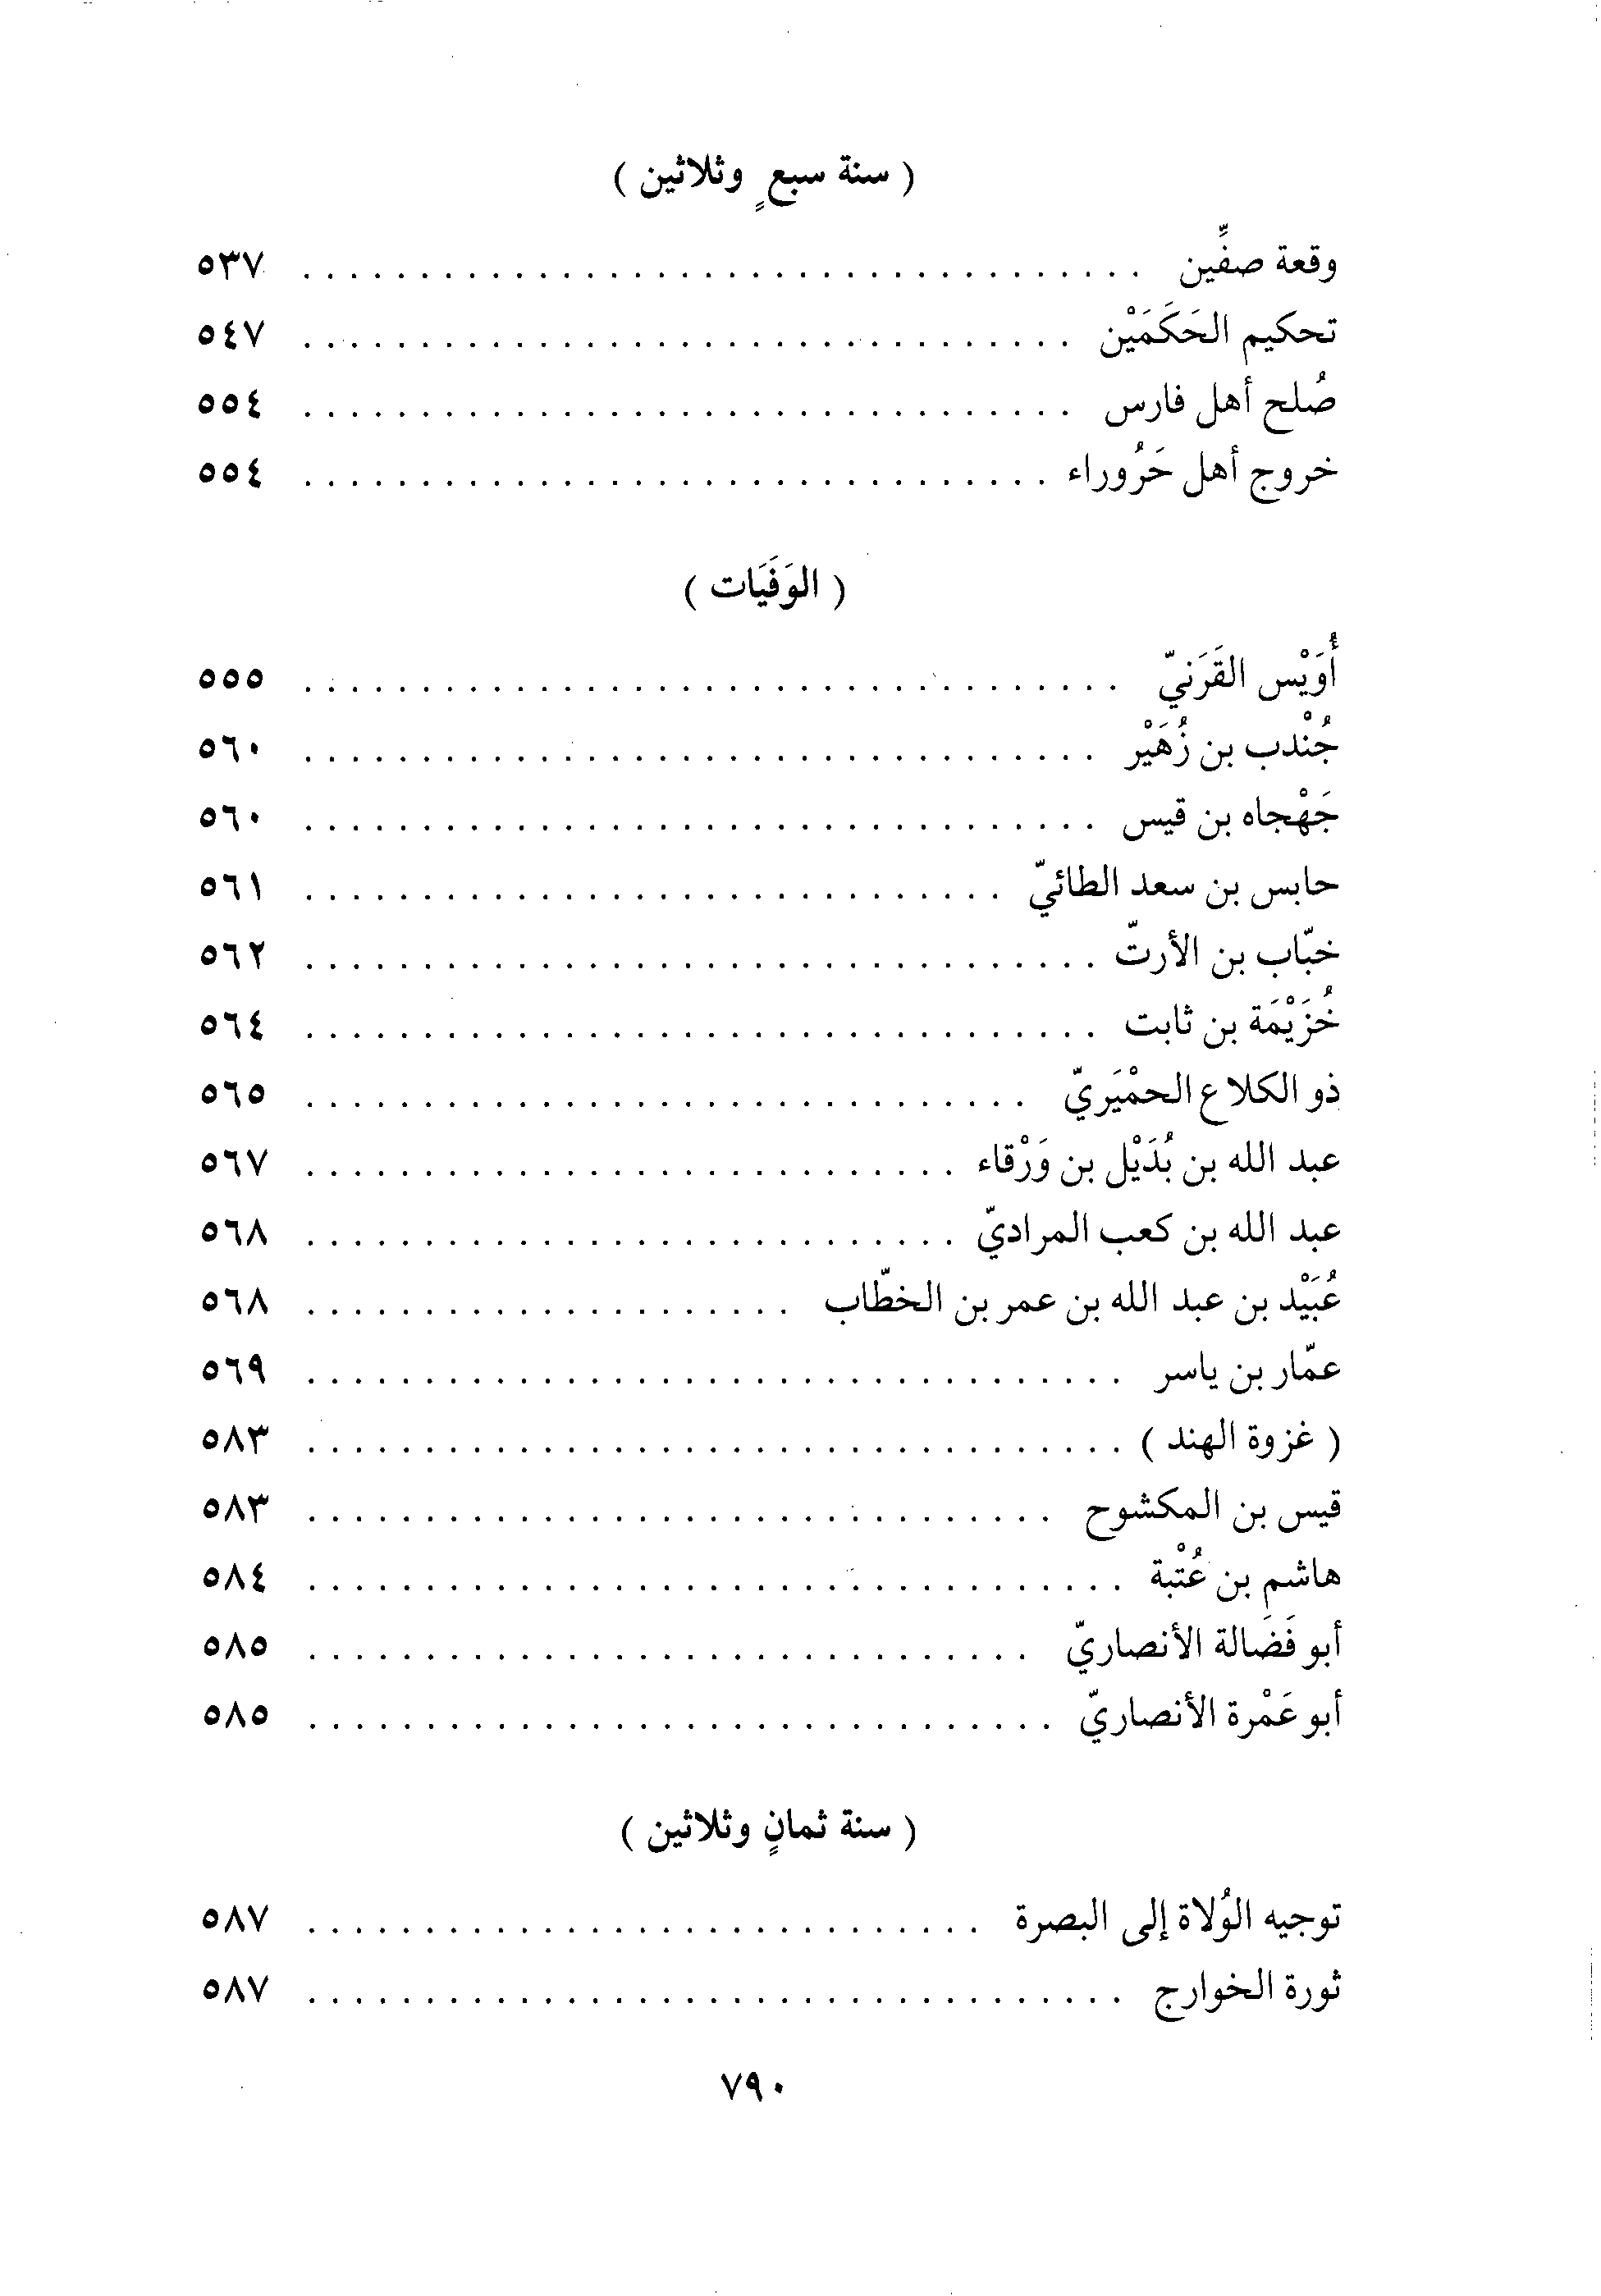 ( سنة سبعٍ وثلاثين )
وقعة صفِّين . . . . . . . . . . . . . . . . . . . . . . . . . . . . . . . . . . . . ٥٣٧
تحكيم الحَكَمَيْن . . . . . . . . . . . . . . . . . . . . . . . . . . . . . . . . . ٥٤٧
صُلح أهل فارس . . . . . . . . . . . . . . . . . . . . . . . . . . . . . . . . . ٥٥٤
خروج أهل حَرُوراء . . . . . . . . . . . . . . . . . . . . . . . . . . . . . . . . ٥٥٤
( الوَفَيَات )
أُوَيْس القَرَنيّ . . . . . . . . . . . . . . . . . . . . . . . . . . . . . . . . . . . ٥٥٥
جُنْدب بن زُهَيْر . . . . . . . . . . . . . . . . . . . . . . . . . . . . . . . . . . ٥٦٠
جَهْجاه بن قيس . . . . . . . . . . . . . . . . . . . . . . . . . . . . . . . . . . ٥٦٠
حابس بن سعد الطائيّ . . . . . . . . . . . . . . . . . . . . . . . . . . . . . . ٥٦١
خبّاب بن الأرتّ . . . . . . . . . . . . . . . . . . . . . . . . . . . . . . . . . . ٥٦٢
خُزَيْمَة بن ثابت . . . . . . . . . . . . . . . . . . . . . . . . . . . . . . . . . . ٥٦٤
ذو الكلاع الحمْيَريّ . . . . . . . . . . . . . . . . . . . . . . . . . . . . . . . ٥٦٥
عبد الله بن بُدَيْل بن وَرْقاء . . . . . . . . . . . . . . . . . . . . . . . . . . . . ٥٦٧
عبد الله بن كعب المراديّ . . . . . . . . . . . . . . . . . . . . . . . . . . . . ٥٦٨
عُبَيْد بن عبد الله بن عمر بن الخطّاب . . . . . . . . . . . . . . . . . . . . . ٥٦٨
عمّار بن ياسر . . . . . . . . . . . . . . . . . . . . . . . . . . . . . . . . . . . ٥٦٩
( غزوة الهند ) . . . . . . . . . . . . . . . . . . . . . . . . . . . . . . . . . . . ٥٨٣
قيس بن المكشوح . . . . . . . . . . . . . . . . . . . . . . . . . . . . . . . . ٥٨٣
هاشم بن عُتْبة . . . . . . . . . . . . . . . . . . . . . . . . . . . . . . . . . . . ٥٨٤
أبو فَضَالة الأنصاريّ . . . . . . . . . . . . . . . . . . . . . . . . . . . . . . . ٥٨٥
أبو عَمْرة الأنصاريّ . . . . . . . . . . . . . . . . . . . . . . . . . . . . . . . . ٥٨٥
( سنة ثمانٍ وثلاثين )
توجيه الوُلاة إلى البصرة . . . . . . . . . . . . . . . . . . . . . . . . . . . . . ٥٨٧
ثورة الخوارج . . . . . . . . . . . . . . . . . . . . . . . . . . . . . . . . . . . ٥٨٧
٧٩٠